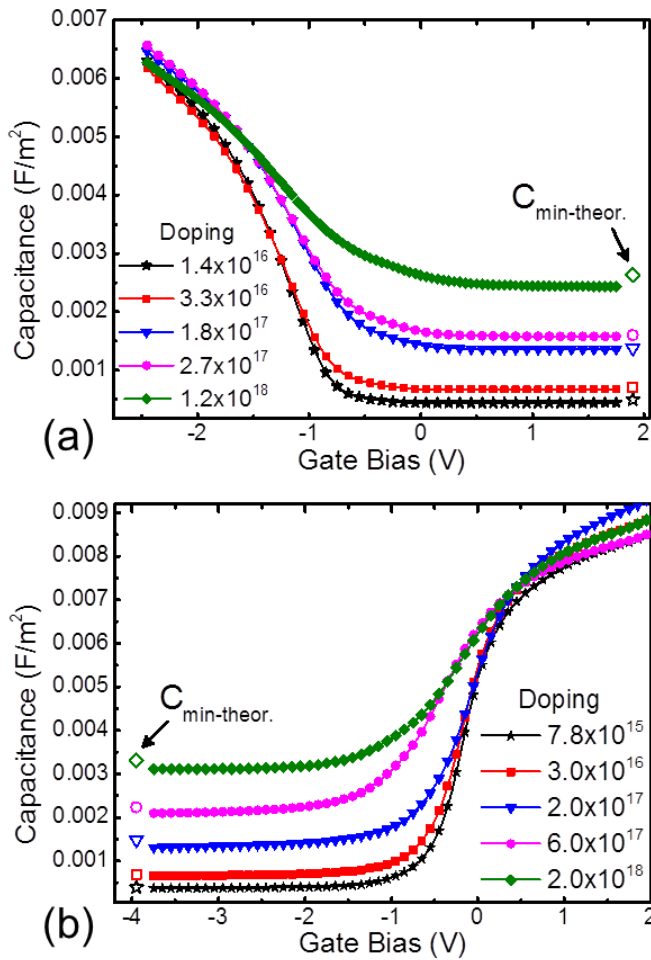 0.007
0.006
0.005
0.004
0.003
0.002
0.001
Capacitance (F/m²)
C_min-theor.
Doping
1.4x10¹⁶
3.3x10¹⁶
1.8x10¹⁷
2.7x10¹⁷
1.2x10¹⁸
-2 -1 0 1 2
(a) Gate Bias (V)
0.009
0.008
0.007
0.006
0.005
0.004
0.003
0.002
0.001
Capacitance (F/m²)
C_min-theor.
Doping
7.8x10¹⁵
3.0x10¹⁶
2.0x10¹⁷
6.0x10¹⁷
2.0x10¹⁸
-4 -3 -2 -1 0 1 2
(b) Gate Bias (V)